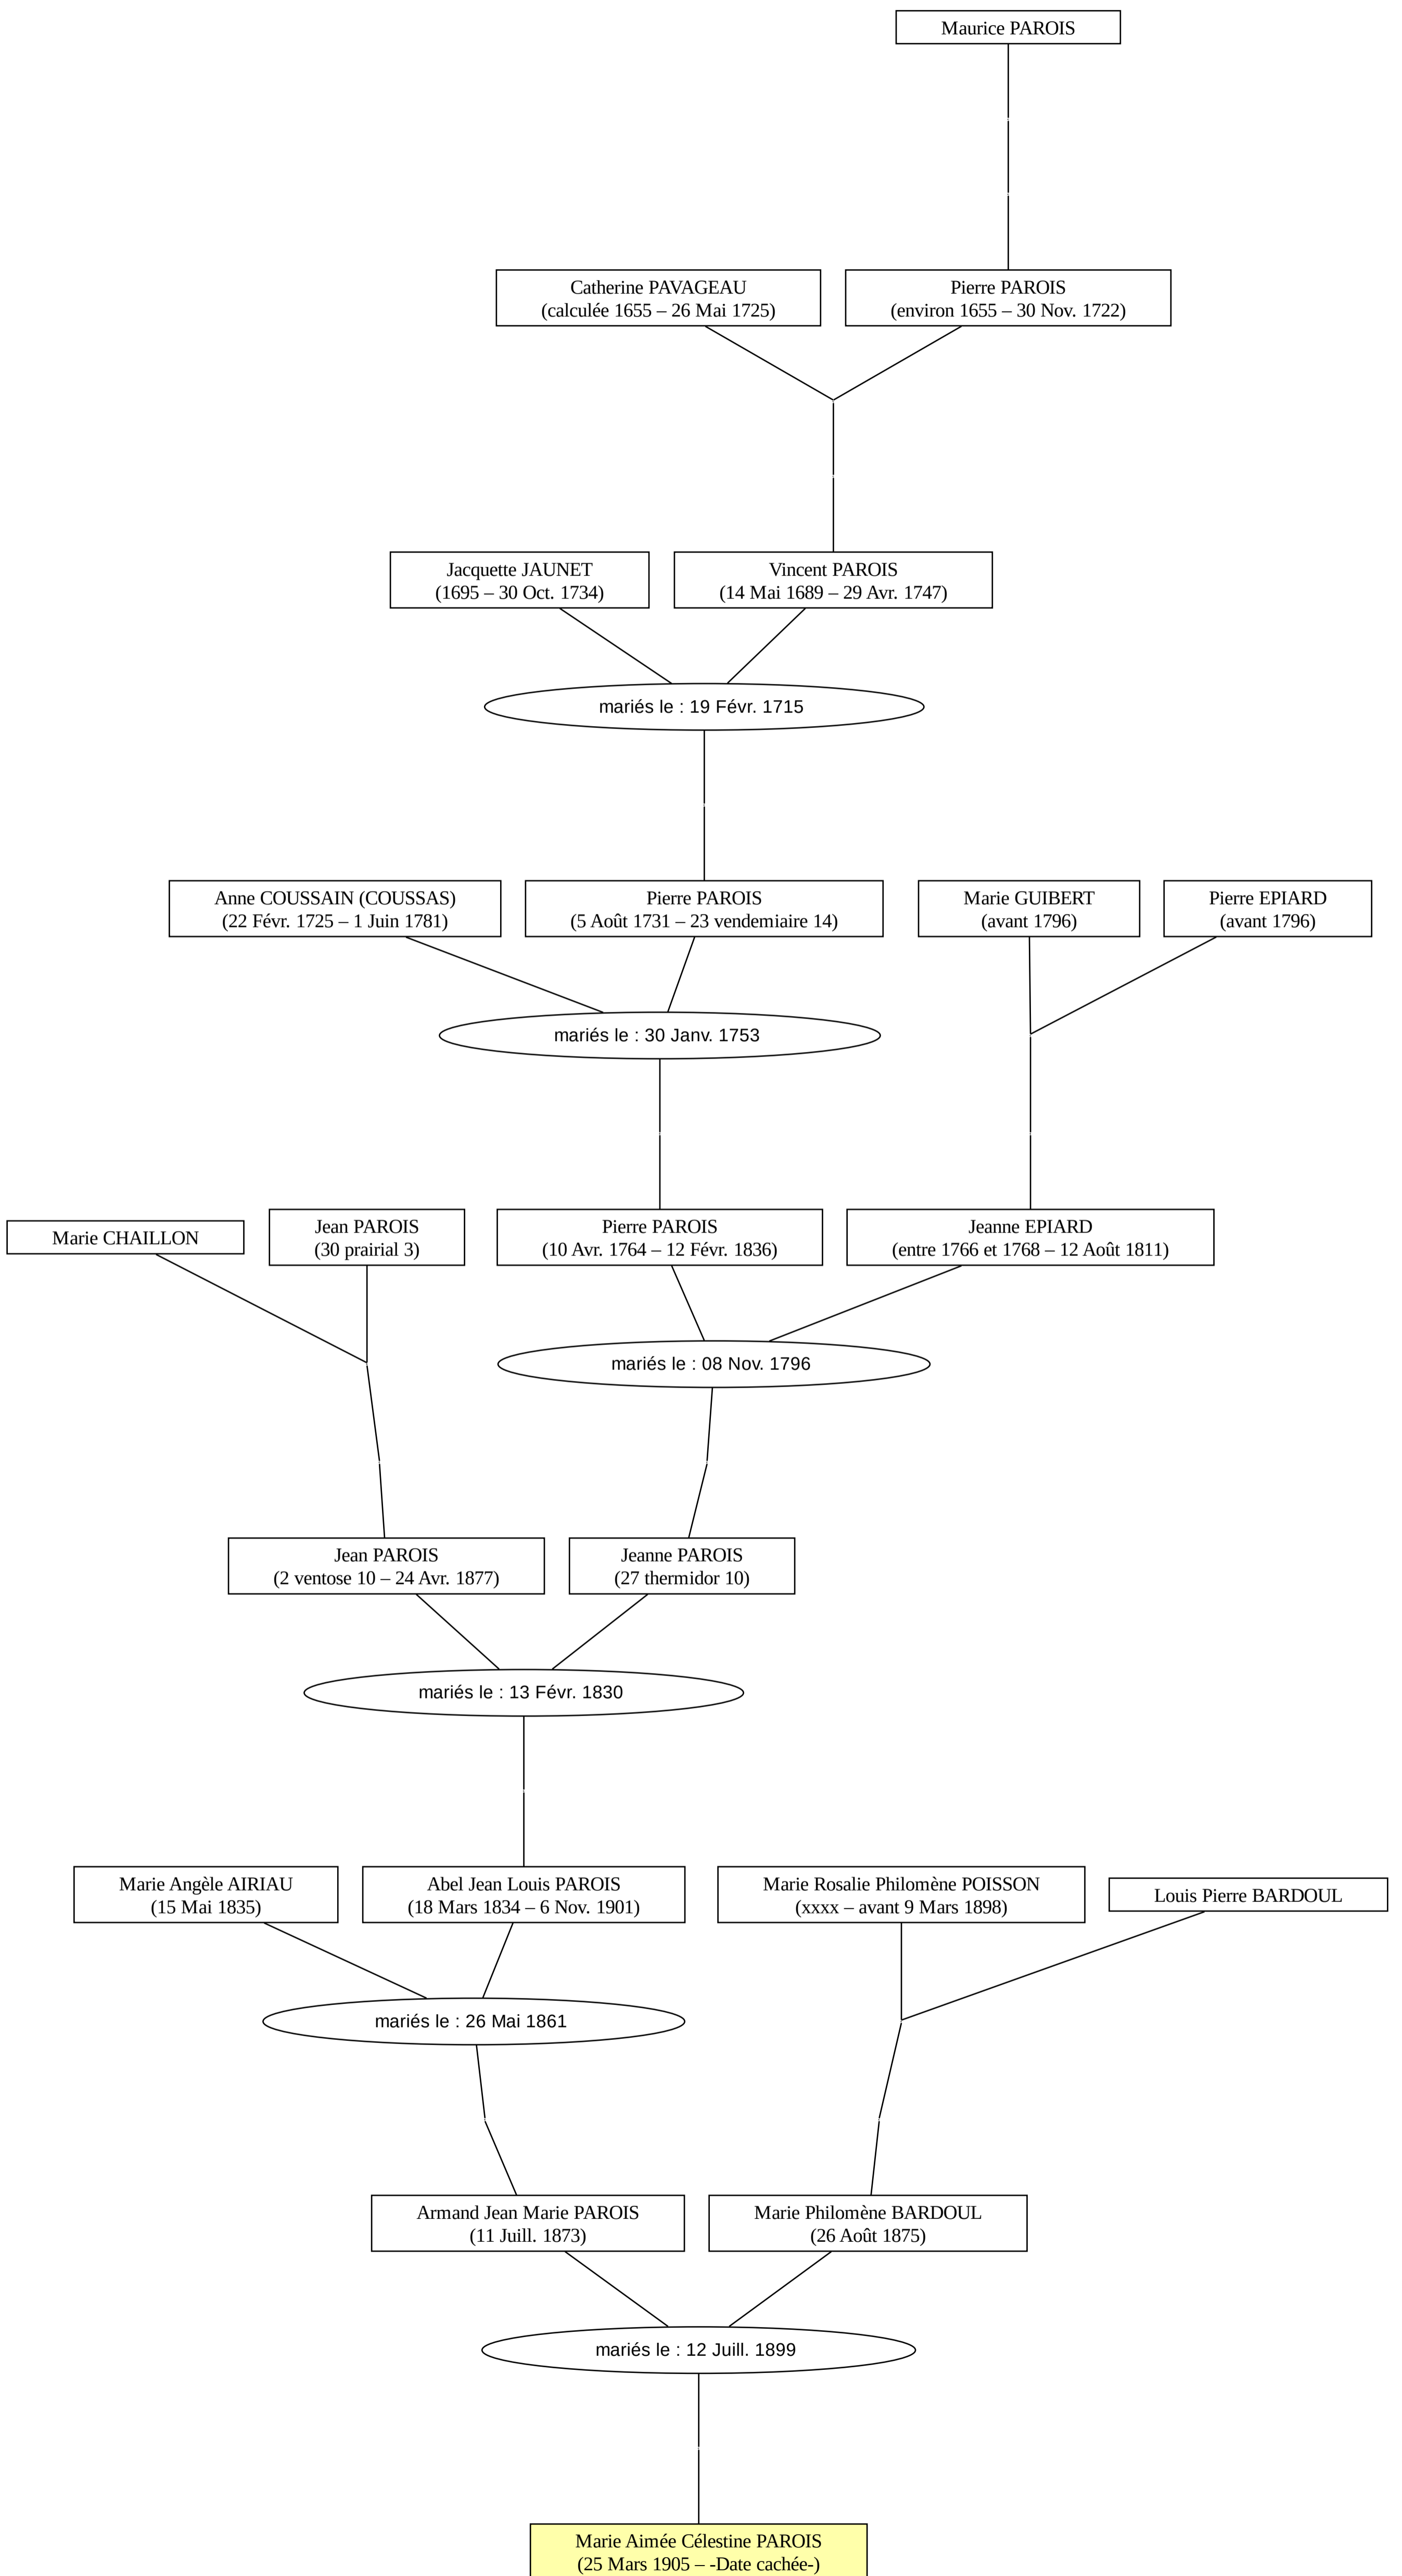 Maurice PAROIS
Catherine PAVAGEAU
(calculée 1655 – 26 Mai 1725)
Pierre PAROIS
(environ 1655 – 30 Nov. 1722)
Jacquette JAUNET
(1695 – 30 Oct. 1734)
Vincent PAROIS
(14 Mai 1689 – 29 Avr. 1747)
mariés le : 19 Févr. 1715
Anne COUSSAIN (COUSSAS)
(22 Févr. 1725 – 1 Juin 1781)
Pierre PAROIS
(5 Août 1731 – 23 vendemiaire 14)
Marie GUIBERT
(avant 1796)
Pierre EPIARD
(avant 1796)
mariés le : 30 Janv. 1753
Marie CHAILLON
Jean PAROIS
(30 prairial 3)
Pierre PAROIS
(10 Avr. 1764 – 12 Févr. 1836)
Jeanne EPIARD
(entre 1766 et 1768 – 12 Août 1811)
mariés le : 08 Nov. 1796
Jean PAROIS
(2 ventose 10 – 24 Avr. 1877)
Jeanne PAROIS
(27 thermidor 10)
mariés le : 13 Févr. 1830
Marie Angèle AIRIAU
(15 Mai 1835)
Abel Jean Louis PAROIS
(18 Mars 1834 – 6 Nov. 1901)
Marie Rosalie Philomène POISSON
(xxxx – avant 9 Mars 1898)
Louis Pierre BARDOUL
mariés le : 26 Mai 1861
Armand Jean Marie PAROIS
(11 Juill. 1873)
Marie Philomène BARDOUL
(26 Août 1875)
mariés le : 12 Juill. 1899
Marie Aimée Célestine PAROIS
(25 Mars 1905 – -Date cachée-)